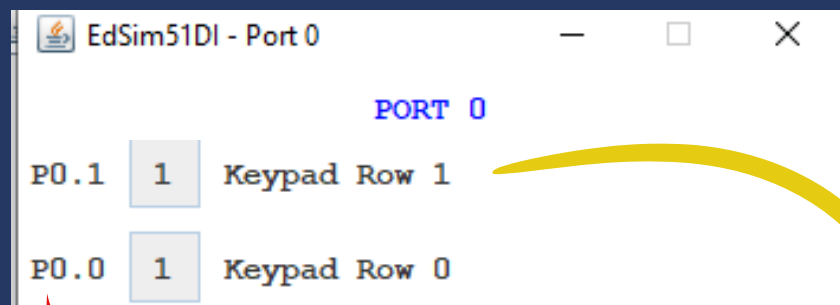 EdSim51DI - Port 0
PORT 0
P0.1 1 Keypad Row 1
P0.0 1 Keypad Row 0